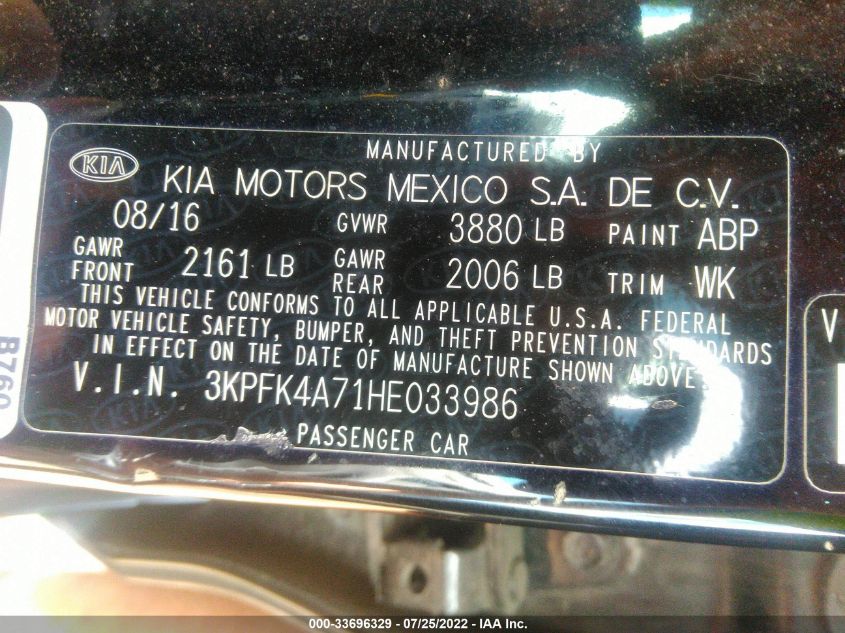 MANUFACTURED BY
KIA KIA MOTORS MEXICO S.A. DE C.V.
08/16 GVWR 3880 LB PAINT ABP
GAWR FRONT 2161 LB GAWR REAR 2006 LB TRIM WK
THIS VEHICLE CONFORMS TO ALL APPLICABLE U.S.A. FEDERAL
MOTOR VEHICLE SAFETY, BUMPER, AND THEFT PREVENTION STANDARDS
IN EFFECT ON THE DATE OF MANUFACTURE SHOWN ABOVE.
V.I.N. 3KPFK4A71HE033986
PASSENGER CAR
B760
V
000-33696329 - 07/25/2022 - IAA Inc.